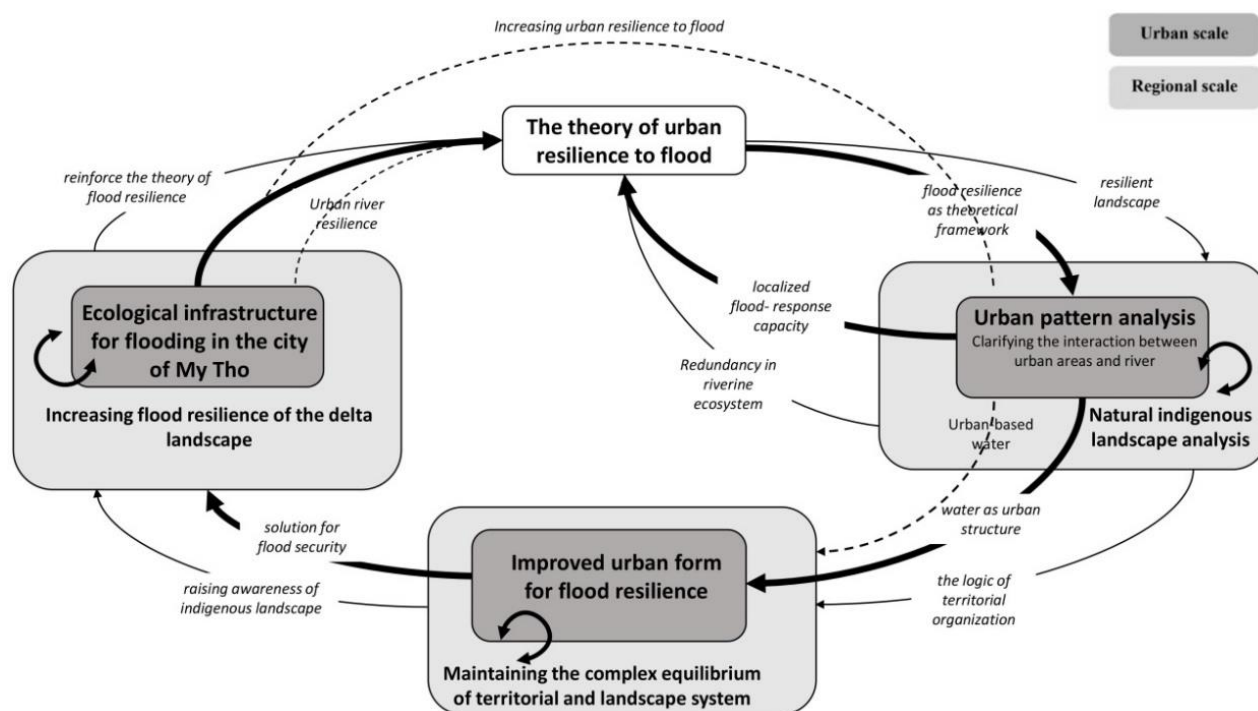 Increasing urban resilience to flood
Urban scale
Regional scale
The theory of urban
resilience to flood
reinforce the theory of
flood resilience
Urban river
resilience
flood resilience
as theoretical
framework
resilient
landscape
localized
flood- response
capacity
Redundancy in
riverine
ecosystem
Ecological infrastructure
for flooding in the city
of My Tho
Increasing flood resilience of the delta
landscape
Urban pattern analysis
Clarifying the interaction between
urban areas and river
Natural indigenous
landscape analysis
Urban based
water
water as urban
structure
the logic of
territorial
organization
solution for
flood security
raising awareness of
indigenous landscape
Improved urban form
for flood resilience
Maintaining the complex equilibrium
of territorial and landscape system